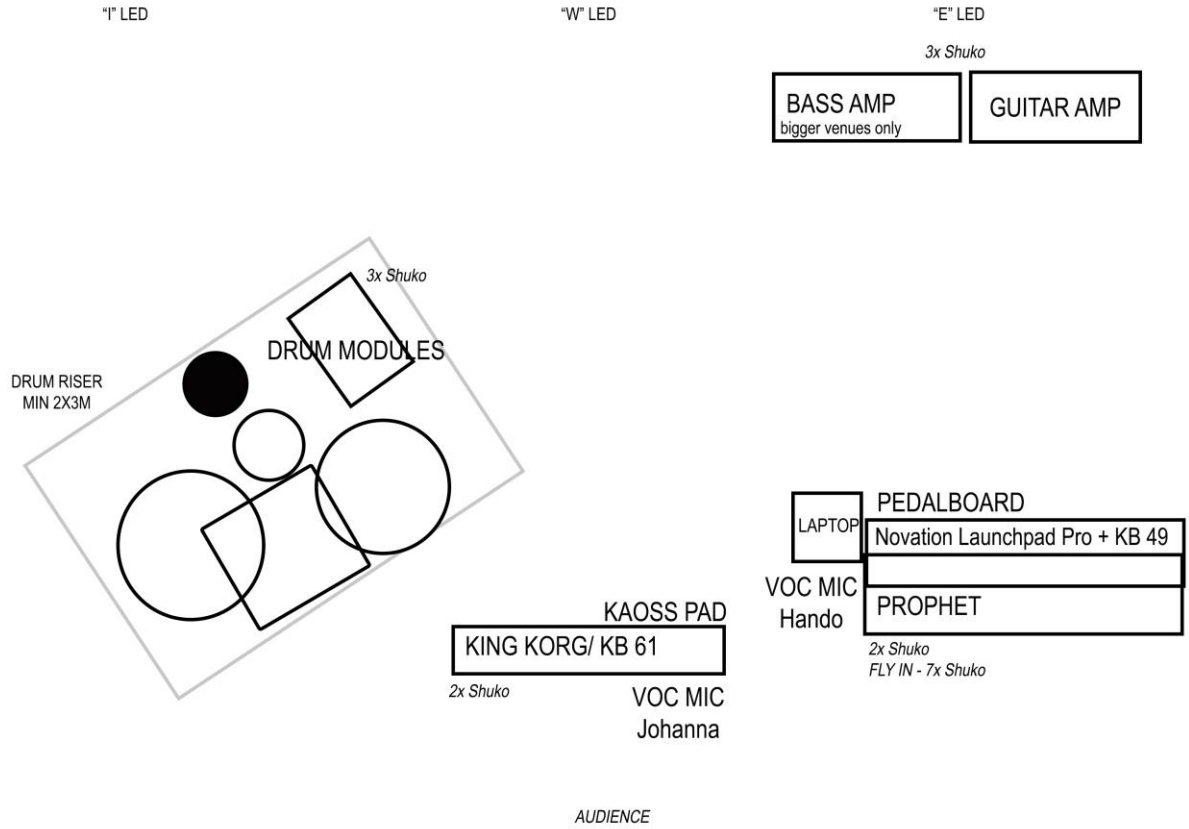 "I" LED
"W" LED
"E" LED
3x Shuko
BASS AMP
bigger venues only
GUITAR AMP
3x Shuko
DRUM MODULES
DRUM RISER
MIN 2X3M
LAPTOP
PEDALBOARD
Novation Launchpad Pro + KB 49
VOC MIC
Hando
PROPHET
2x Shuko
FLY IN - 7x Shuko
KAOSS PAD
KING KORG/ KB 61
2x Shuko
VOC MIC
Johanna
AUDIENCE